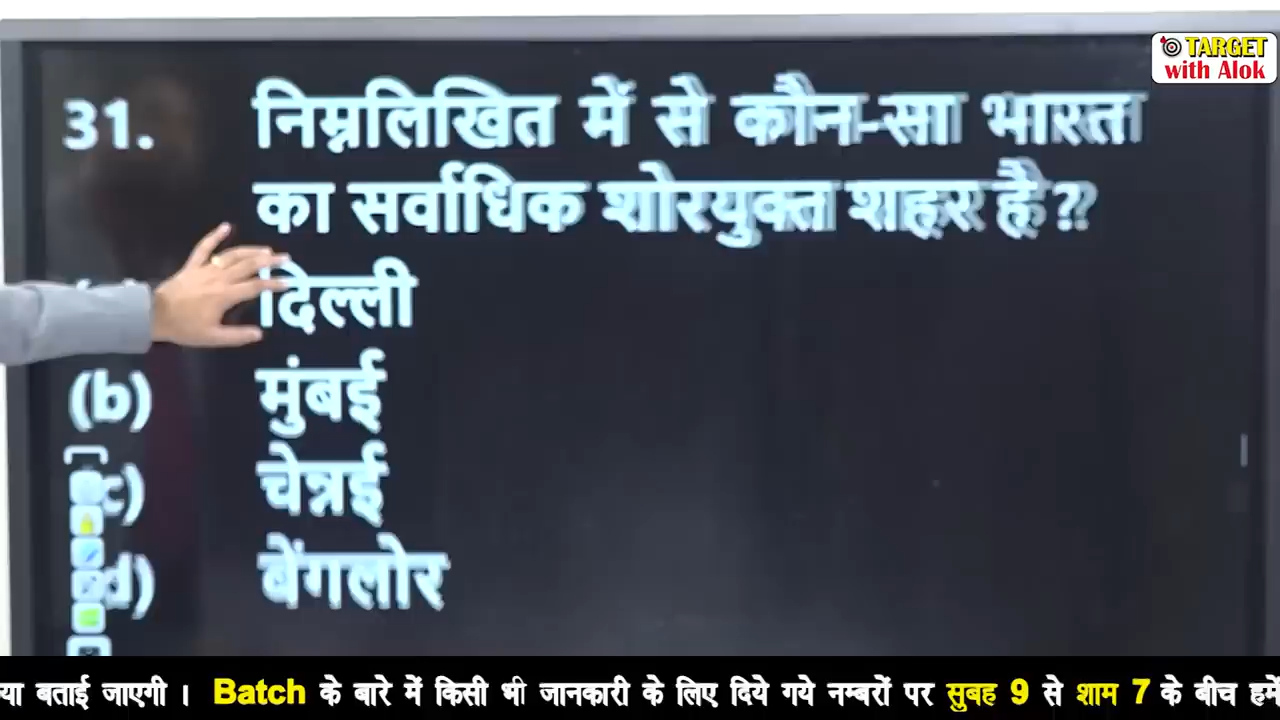 TARGET
with Alok
31. निम्नलिखित में से कौन-सा भारत
का सर्वाधिक शोरयुक्त शहर है ?
दिल्ली
(b) मुंबई
c) चेन्नई
d) बेंगलोर
या बताई जाएगी । Batch के बारे में किसी भी जानकारी के लिए दिये गये नम्बरों पर सुबह 9 से शाम 7 के बीच हमें